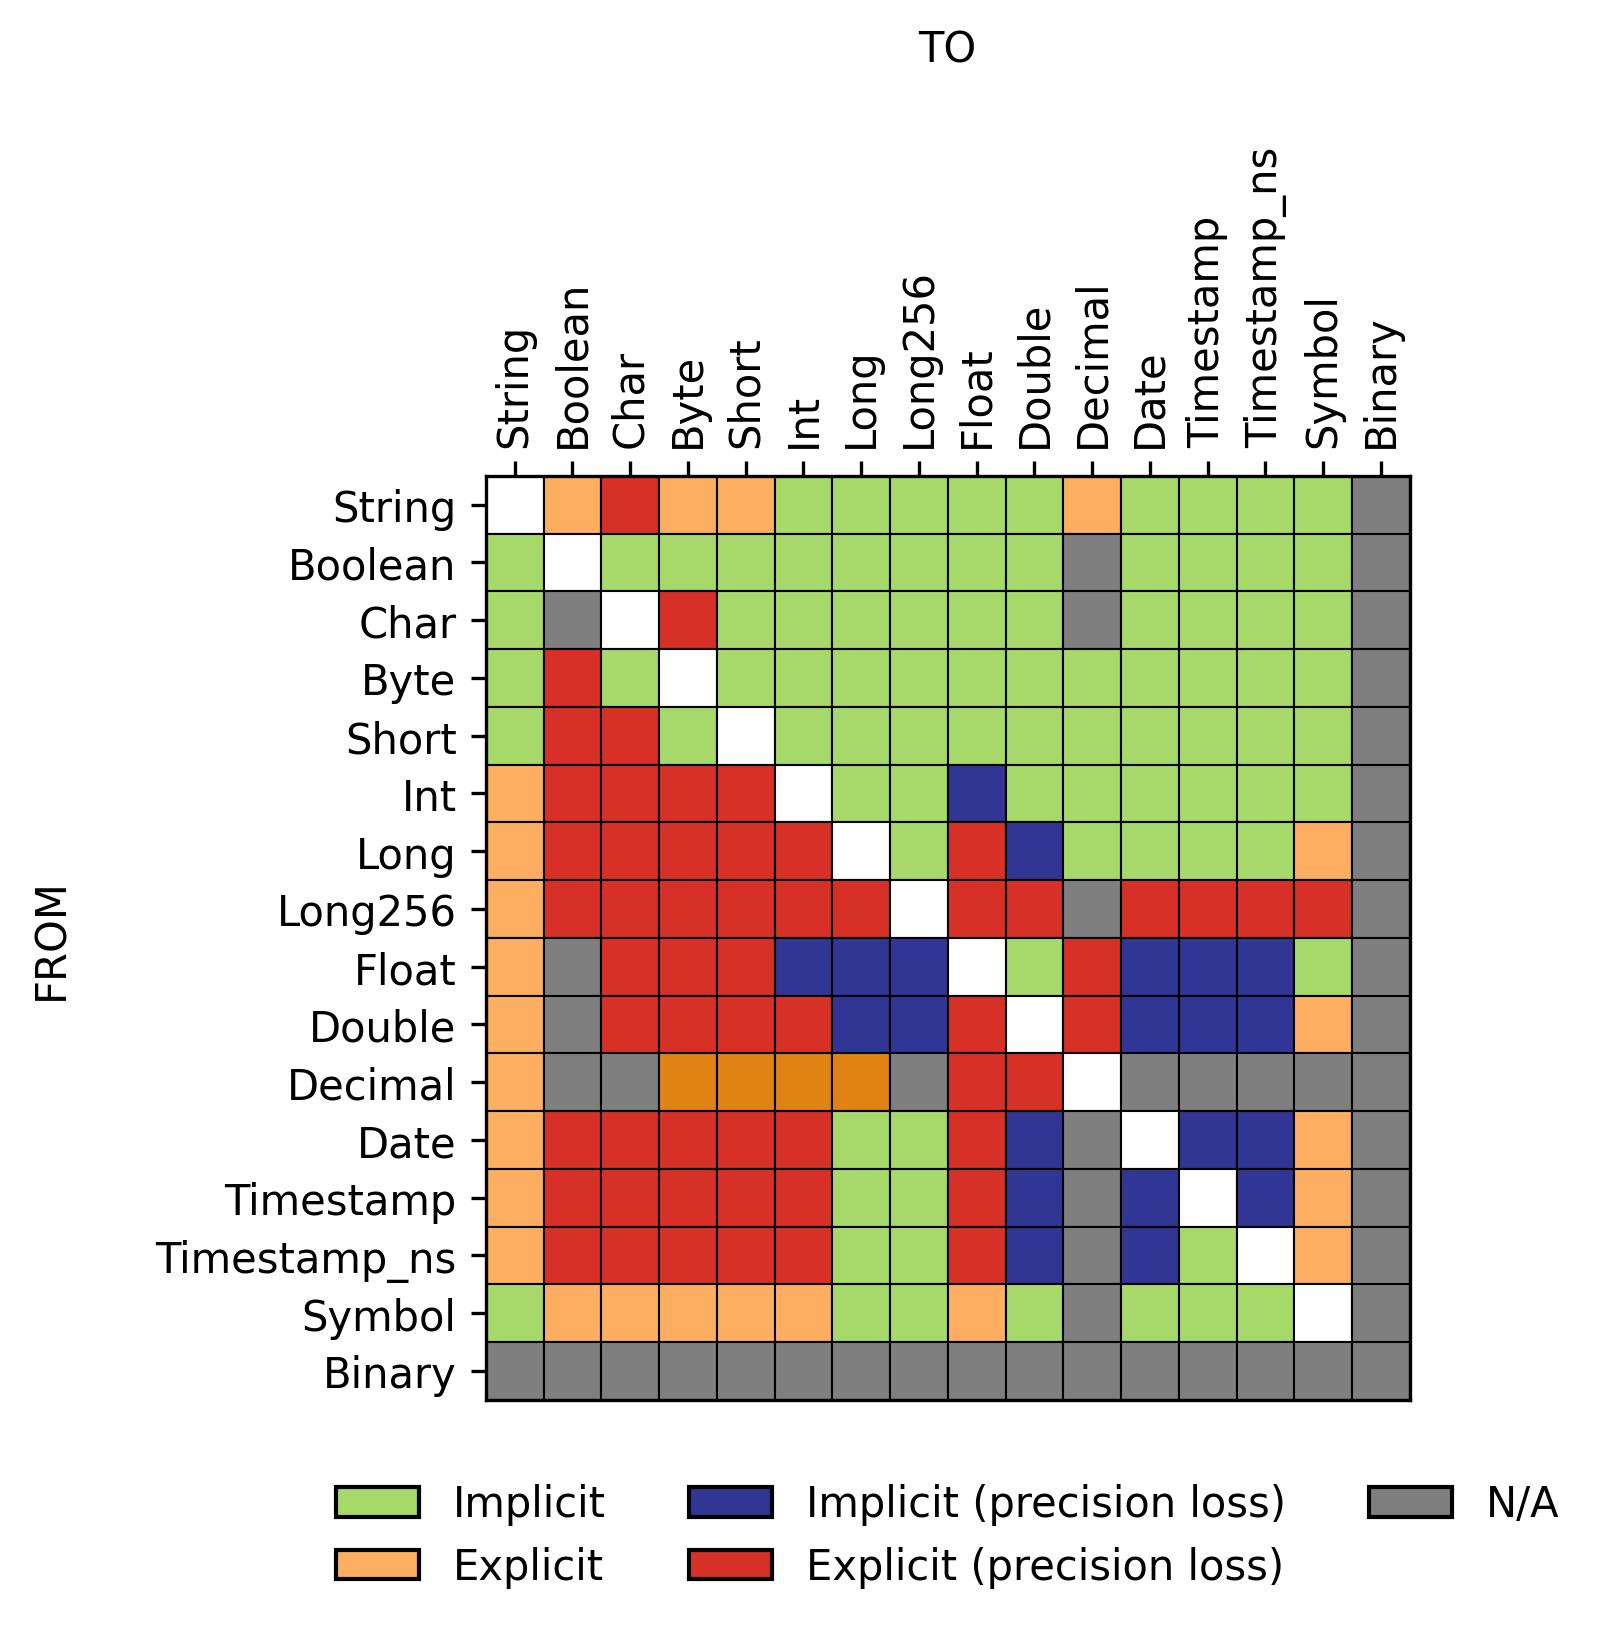 TO
String
Boolean
Char
Byte
Short
Int
Long
Long256
Float
Double
Decimal
Date
Timestamp
Timestamp_ns
Symbol
Binary
FROM
String
Boolean
Char
Byte
Short
Int
Long
Long256
Float
Double
Decimal
Date
Timestamp
Timestamp_ns
Symbol
Binary
Implicit
Explicit
Implicit (precision loss)
Explicit (precision loss)
N/A